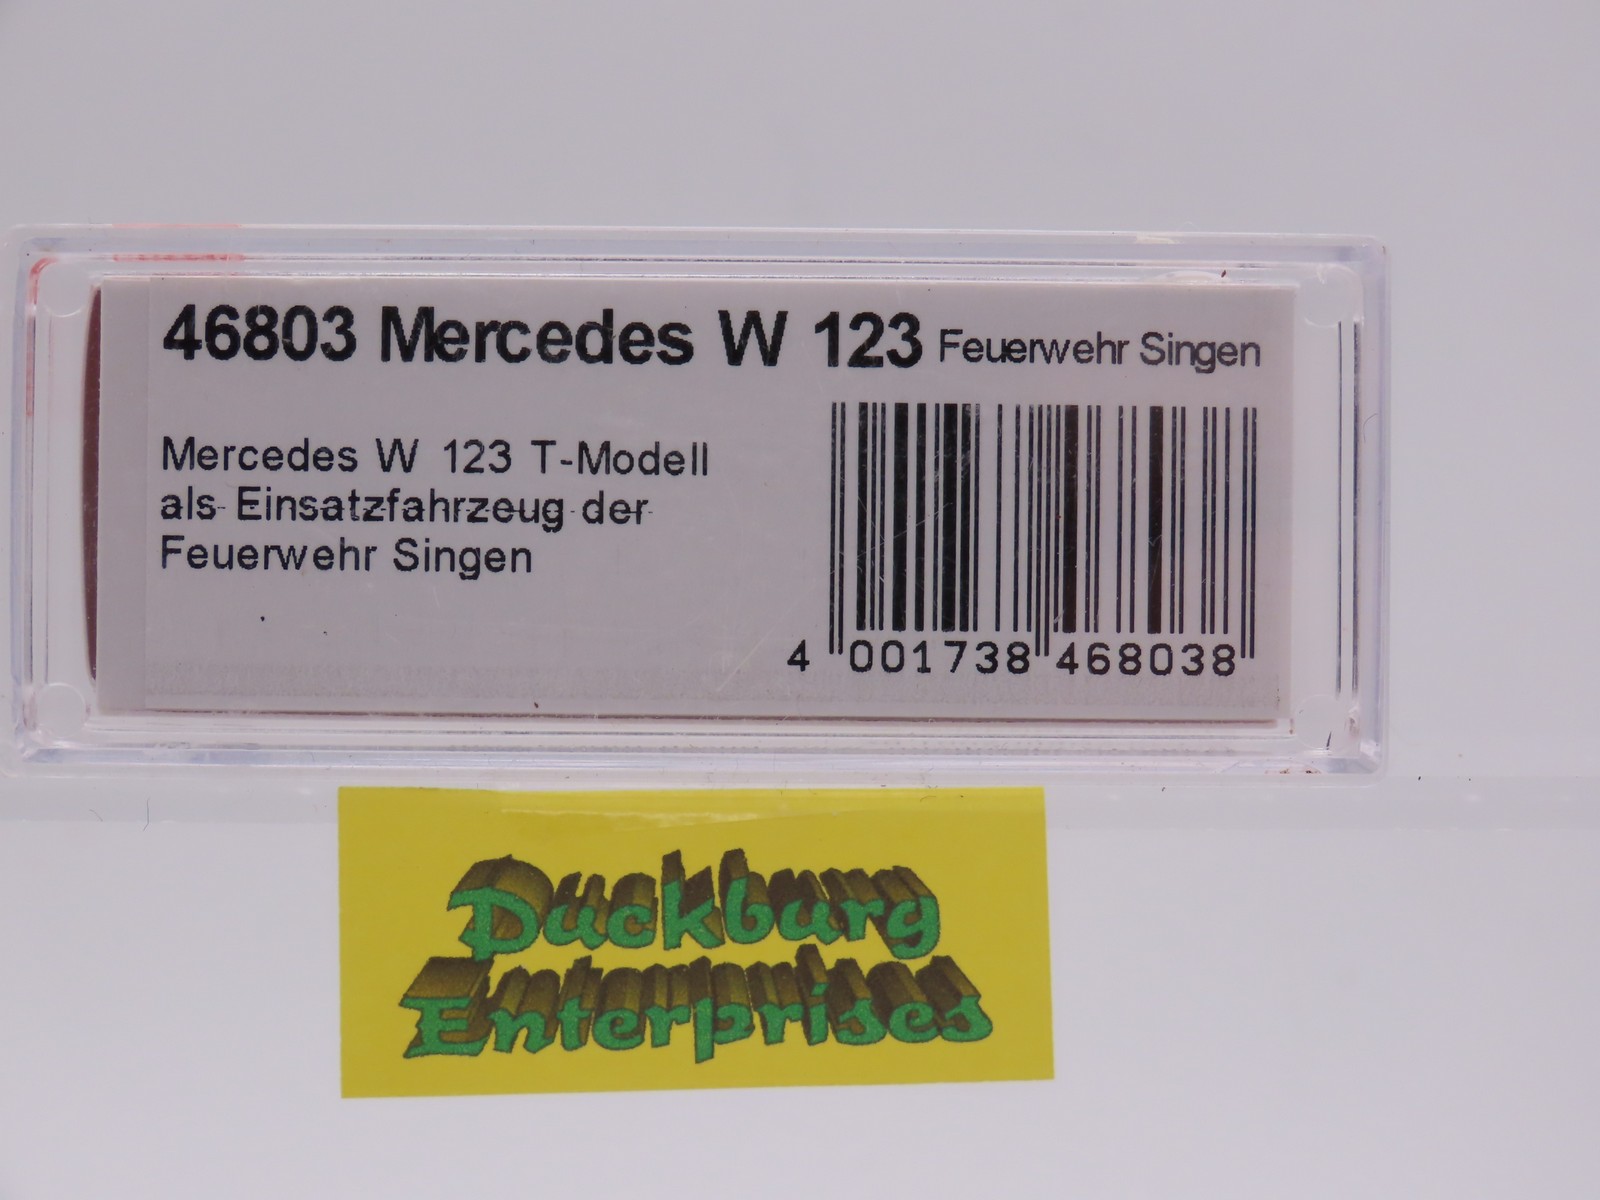 46803 Mercedes W 123 Feuerwehr Singen
Mercedes W 123 T-Modell
als Einsatzfahrzeug der
Feuerwehr Singen
4 001738 468038
Duckburg
Enterprises